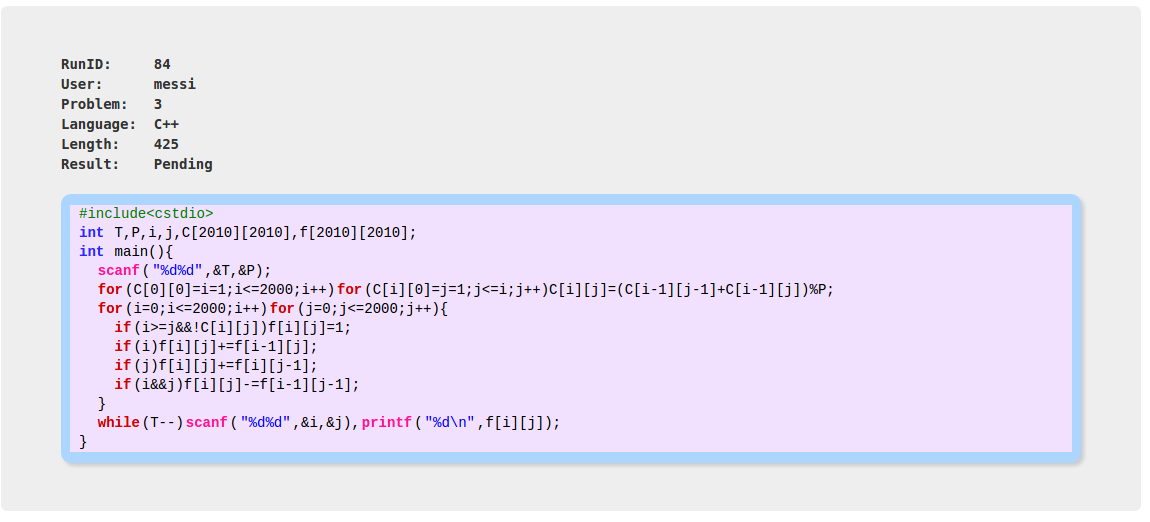 RunID: 84
User: messi
Problem: 3
Language: C++
Length: 425
Result: Pending
#include<cstdio>
int T,P,i,j,C[2010][2010],f[2010][2010];
int main(){
  scanf("%d%d",&T,&P);
  for(C[0][0]=i=1;i<=2000;i++)for(C[i][0]=j=1;j<=i;j++)C[i][j]=(C[i-1][j-1]+C[i-1][j])%P;
  for(i=0;i<=2000;i++)for(j=0;j<=2000;j++){
    if(i>=j&&!C[i][j])f[i][j]=1;
    if(i)f[i][j]+=f[i-1][j];
    if(j)f[i][j]+=f[i][j-1];
    if(i&&j)f[i][j]-=f[i-1][j-1];
  }
  while(T--)scanf("%d%d",&i,&j),printf("%d\n",f[i][j]);
}